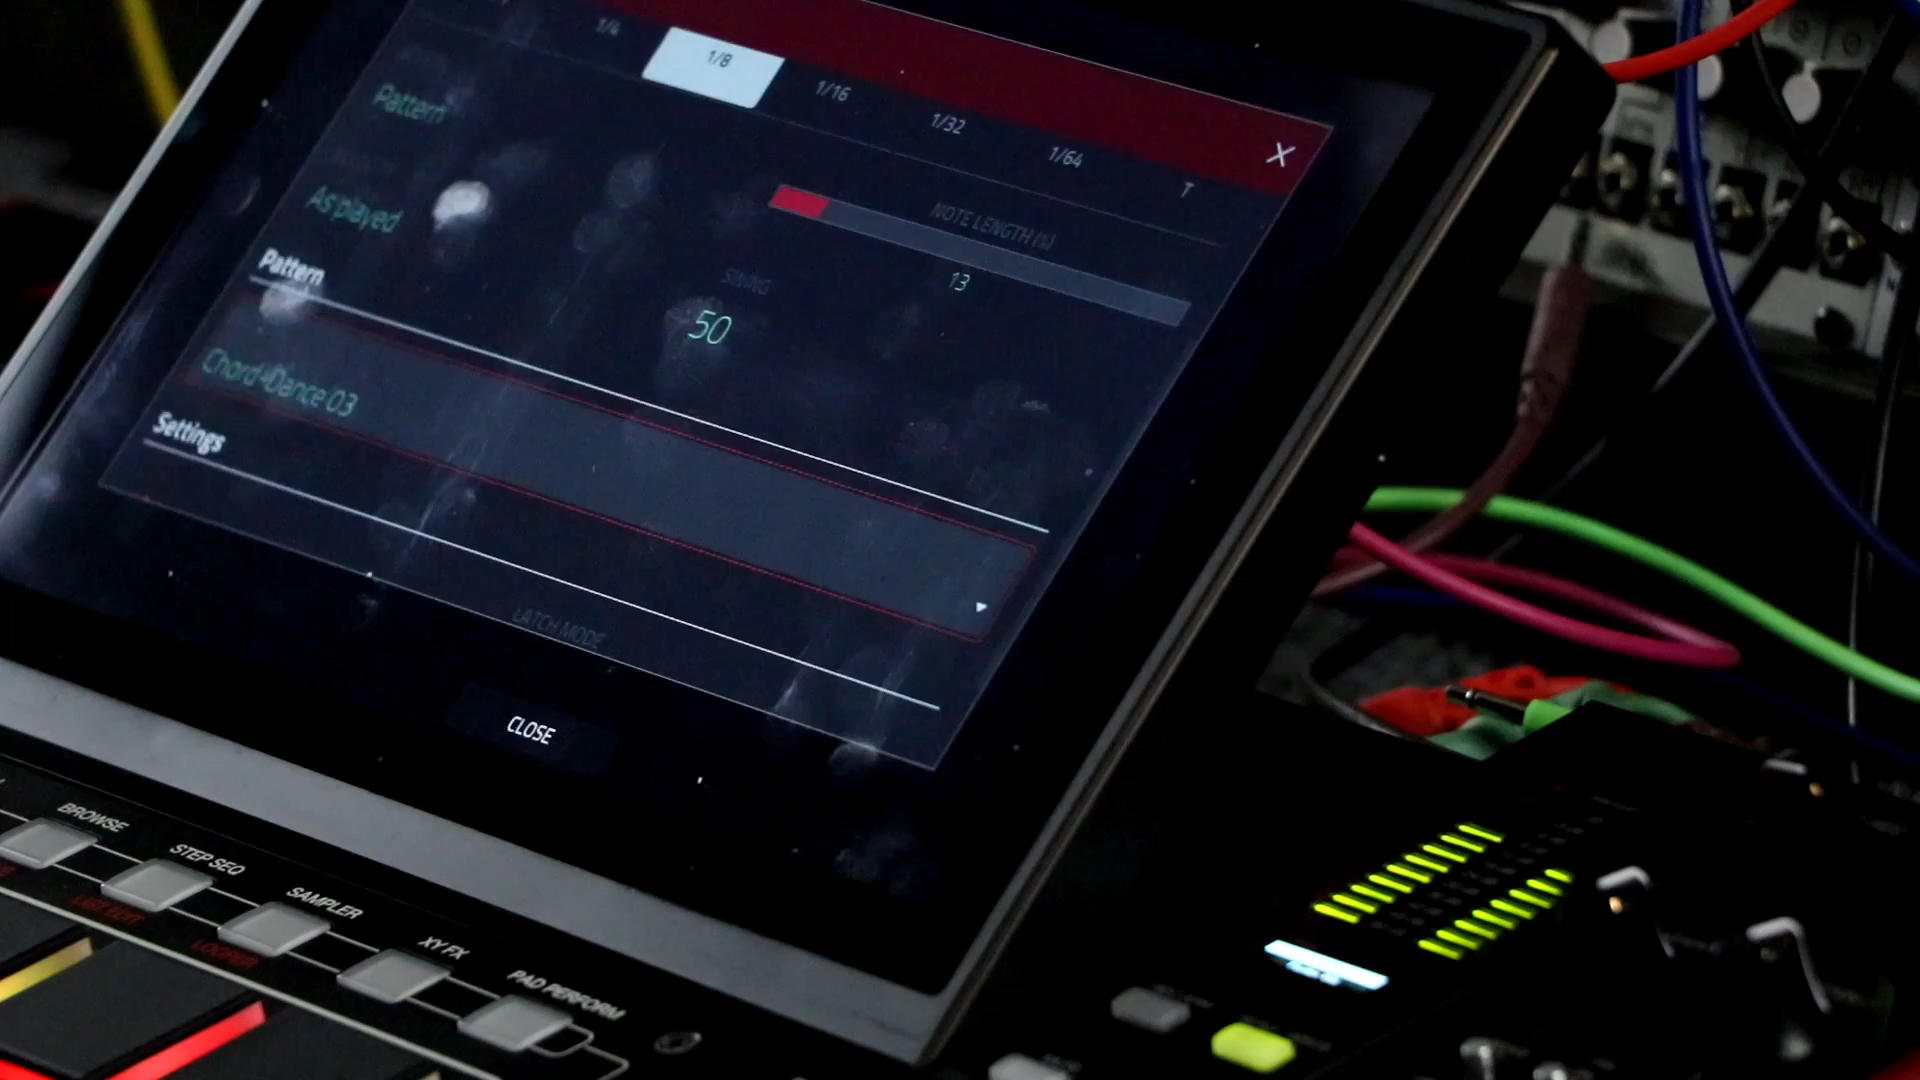 1/4
1/8
1/16
1/32
1/64
T
X
Pattern
As played
NOTE LENGTH (%)
13
SWING
50
Pattern
Chord-Dance 03
Settings
LATCH MODE
CLOSE
BROWSE
STEP SEQ
SAMPLER
LOOPER
XY FX
PAD PERFORM